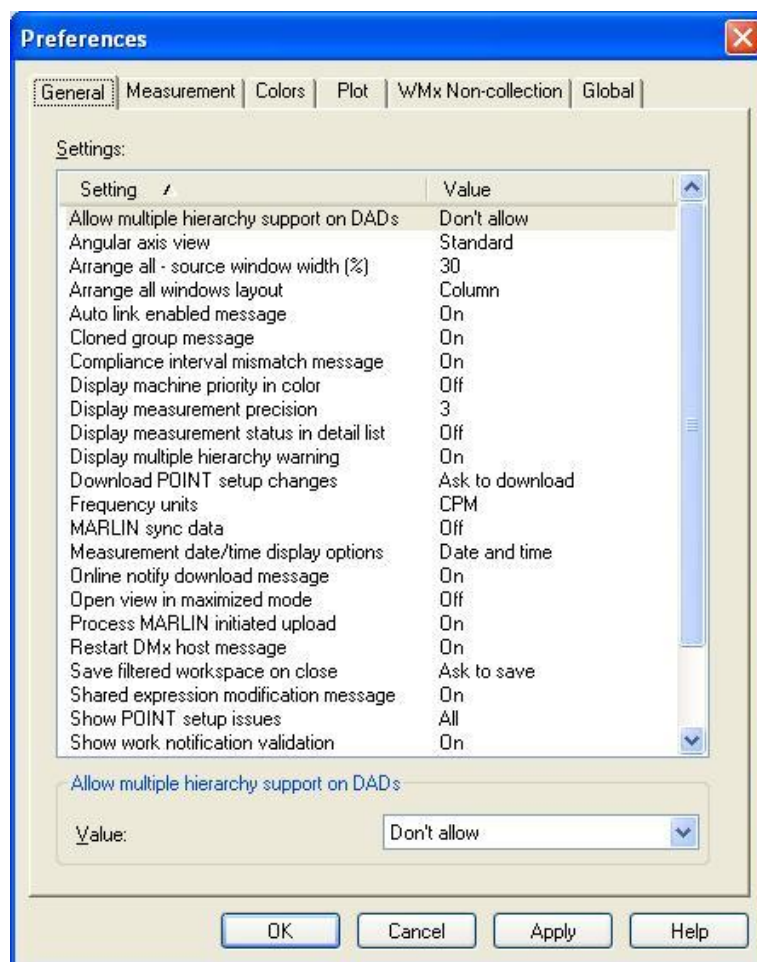 Preferences
General Measurement Colors Plot WMx Non-collection Global
Settings:
Setting Value
Allow multiple hierarchy support on DADs Don't allow
Angular axis view Standard
Arrange all - source window width (%) 30
Arrange all windows layout Column
Auto link enabled message On
Cloned group message On
Compliance interval mismatch message On
Display machine priority in color Off
Display measurement precision 3
Display measurement status in detail list Off
Display multiple hierarchy warning On
Download POINT setup changes Ask to download
Frequency units CPM
MARLIN sync data Off
Measurement date/time display options Date and time
Online notify download message On
Open view in maximized mode Off
Process MARLIN initiated upload On
Restart DMx host message On
Save filtered workspace on close Ask to save
Shared expression modification message On
Show POINT setup issues All
Show work notification validation On
Allow multiple hierarchy support on DADs
Value: Don't allow
OK Cancel Apply Help